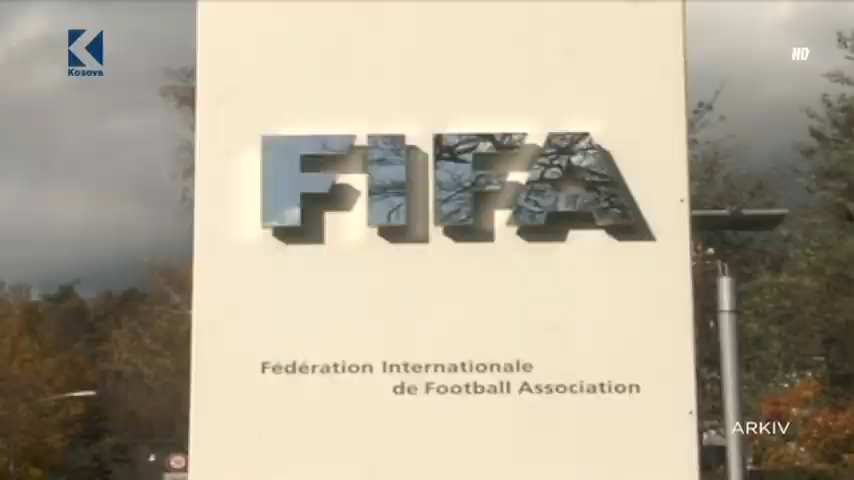 Kosova
HD
FIFA
Fédération Internationale
de Football Association
ARKIV